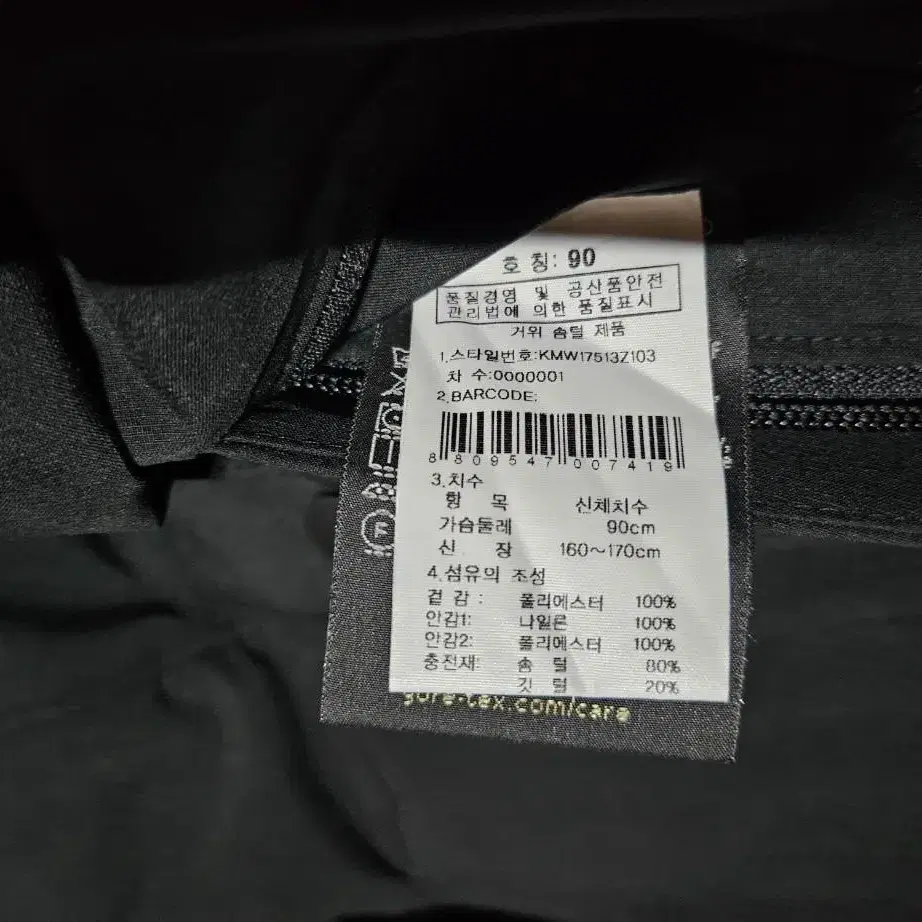 호 칭: 90
품질경영 및 공산품안전
관리법에 의한 품질표시
거위 솜털 제품
1.스타일번호:KMW17513Z103
차 수:0000001
2.BARCODE;
8 809547 007419
3.치수
항 목 신체치수
가슴둘레 90cm
신 장 160~170cm
4.섬유의 조성
겉 감 : 폴리에스터 100%
안감1: 나일론 100%
안감2: 폴리에스터 100%
충전재: 솜 털 80%
깃 털 20%
gore-tex.com/care